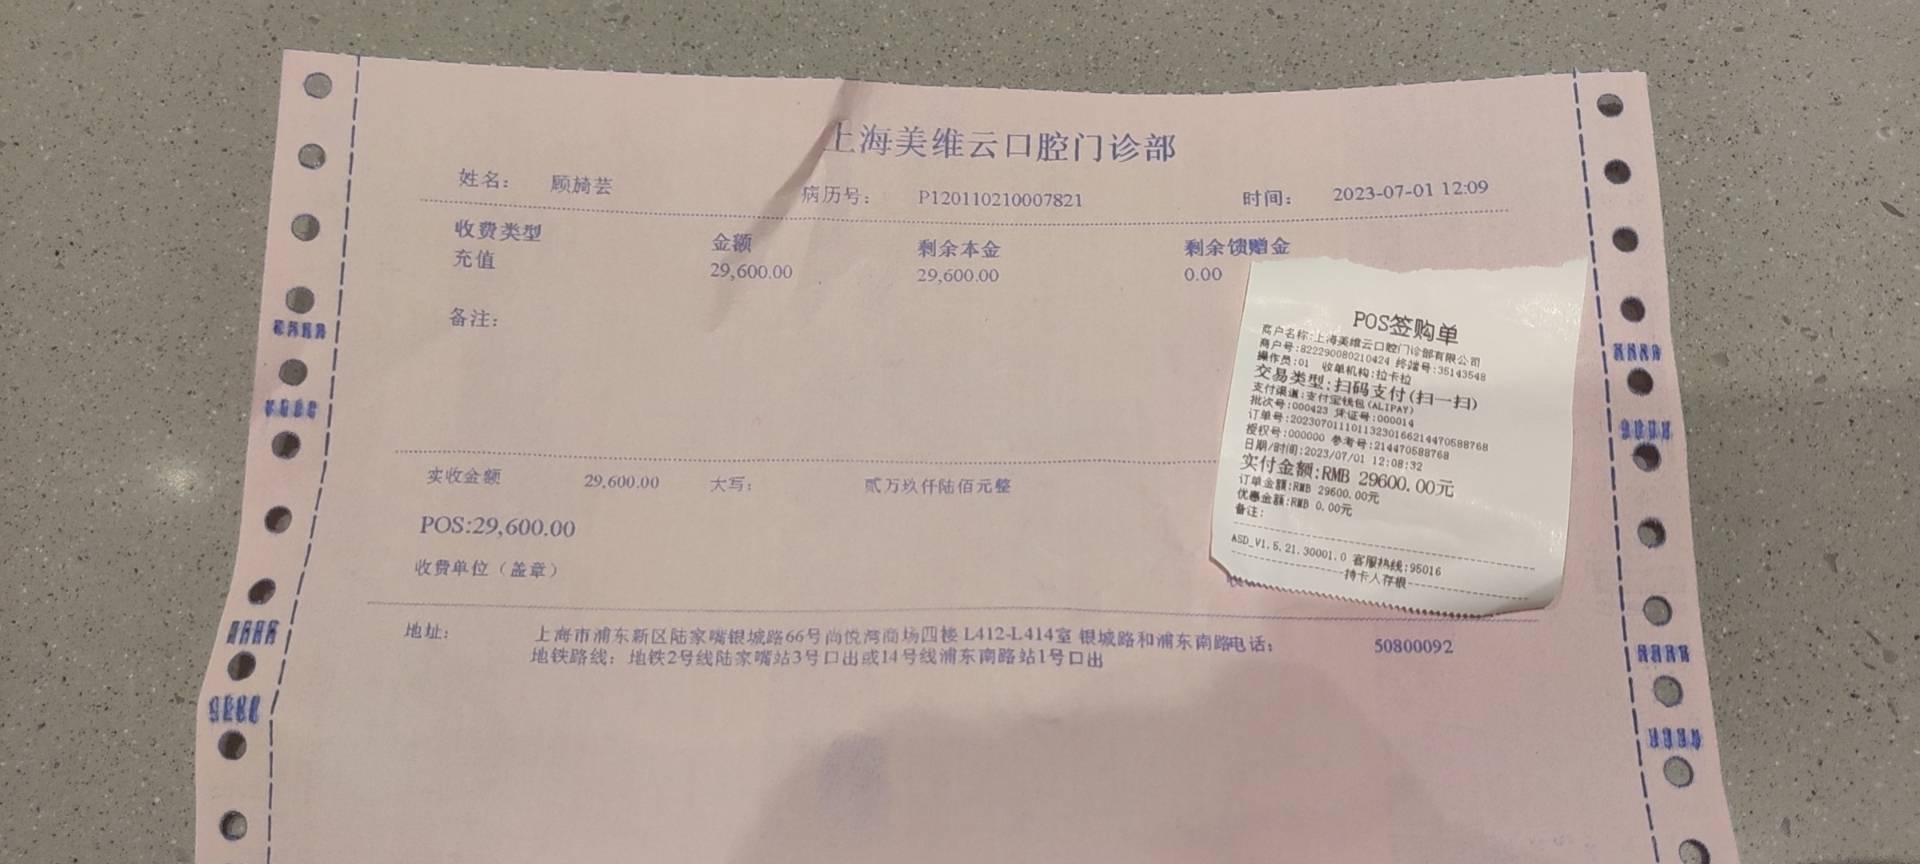 上海美维云口腔门诊部
姓名： 顾旖芸 病历号： P120110210007821 时间： 2023-07-01 12:09
收费类型 金额 剩余本金 剩余馈赠金
充值 29,600.00 29,600.00 0.00
备注：
实收金额 29,600.00 大写： 贰万玖仟陆佰元整
POS:29,600.00
收费单位（盖章）
地址： 上海市浦东新区陆家嘴银城路66号尚悦湾商场四楼 L412-L414室 银城路和浦东南路电话： 50800092
地铁路线：地铁2号线陆家嘴站3号口出或14号线浦东南路站1号口出
POS签购单
商户名称:上海美维云口腔门诊部有限公司
商户号:822290080210424 终端号:35143548
操作员:01 收单机构:拉卡拉
交易类型:扫码支付(扫一扫)
支付渠道:支付宝钱包(ALIPAY)
批次号:000423 凭证号:000014
订单号:20230701110113230166214470588768
授权号:000000 参考号:214470588768
日期/时间:2023/07/01 12:08:32
实付金额:RMB 29600.00元
订单金额:RMB 29600.00元
优惠金额:RMB 0.00元
备注:
ASD_V1.5.21.30001.0 客服热线:95016
持卡人存根